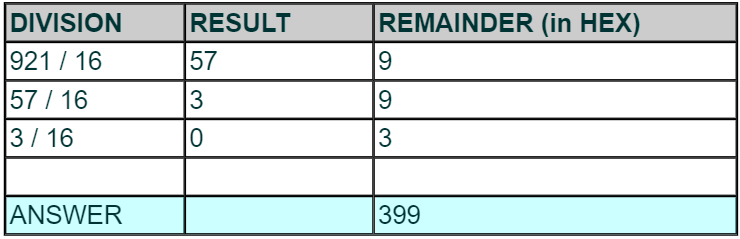 DIVISION RESULT REMAINDER (in HEX)
921 / 16 57 9
57 / 16 3 9
3 / 16 0 3
ANSWER 399